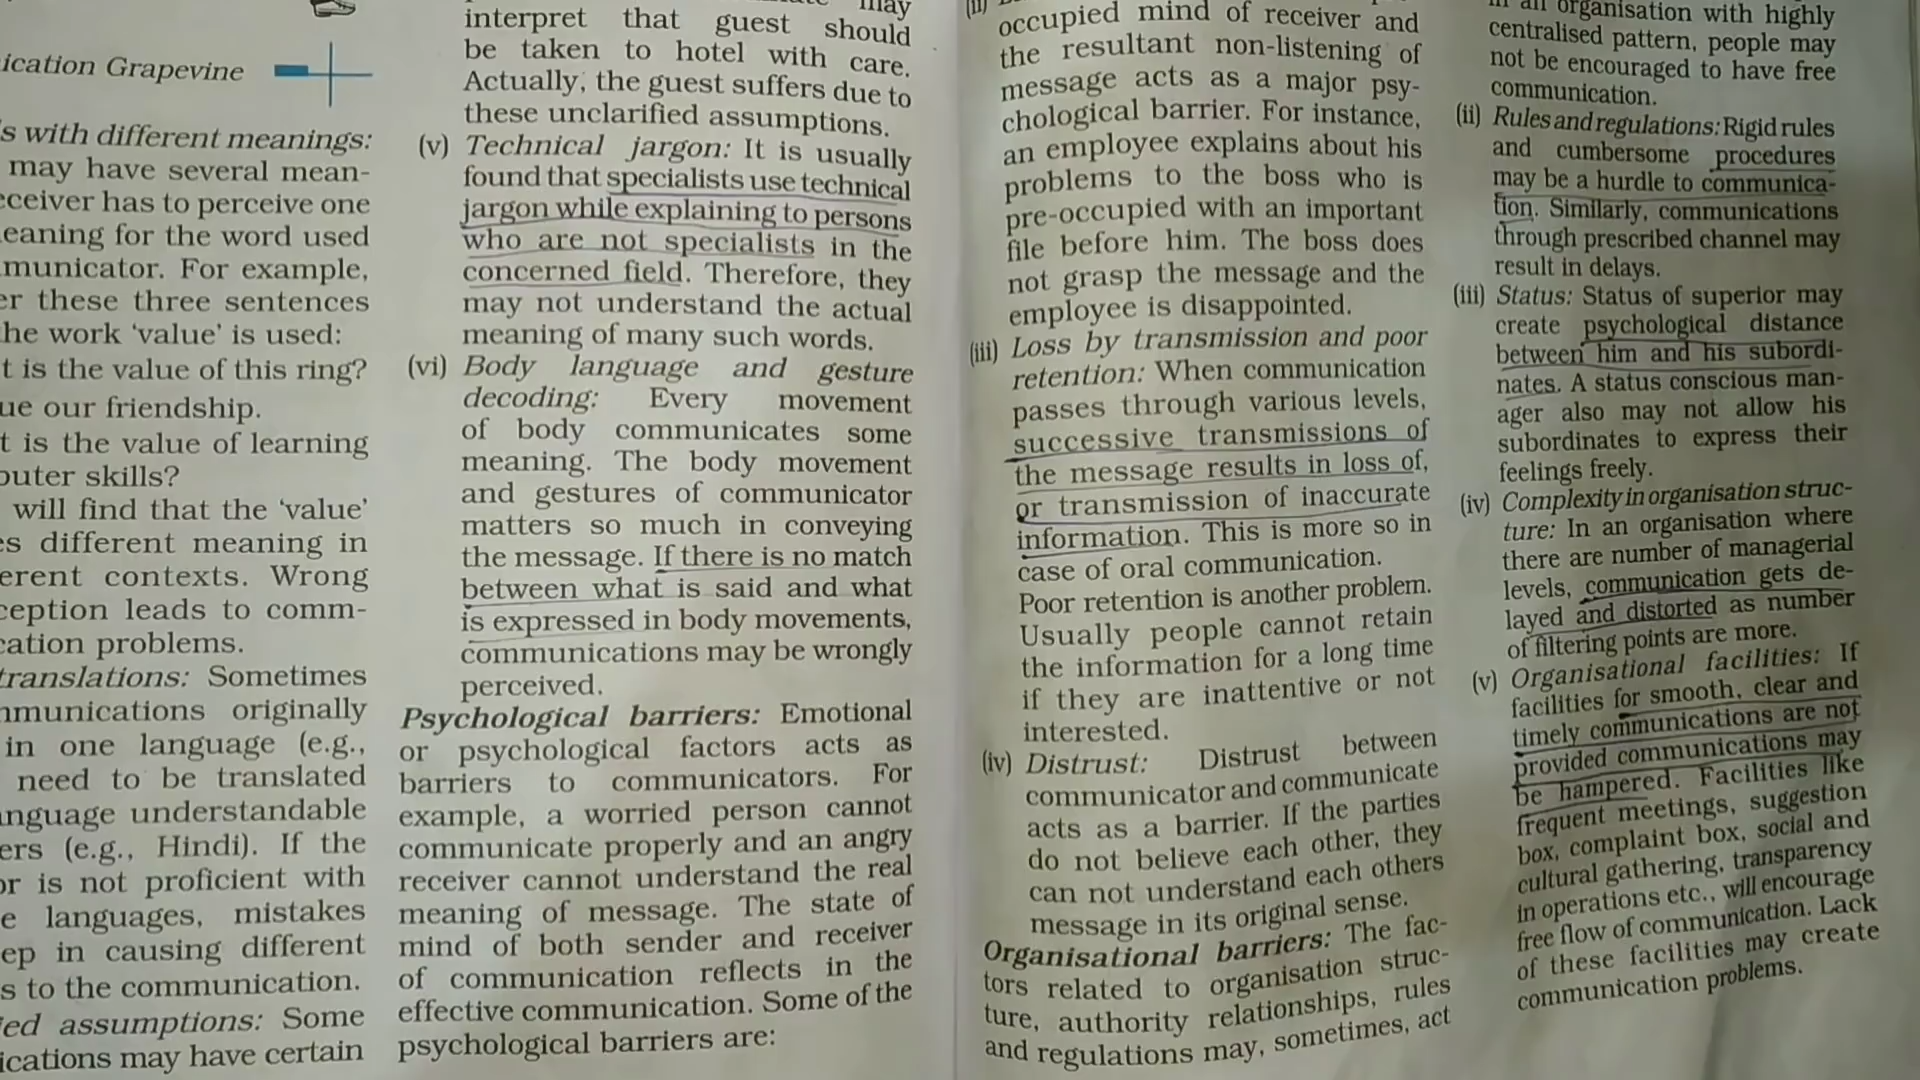 ication Grapevine
s with different meanings:
may have several mean-
eceiver has to perceive one
eaning for the word used
municator. For example,
er these three sentences
he work ‘value’ is used:
t is the value of this ring?
ue our friendship.
t is the value of learning
puter skills?
will find that the ‘value’
es different meaning in
erent contexts. Wrong
ception leads to comm-
cation problems.
translations: Sometimes
mmunications originally
in one language (e.g.,
need to be translated
anguage understandable
ers (e.g., Hindi). If the
or is not proficient with
e languages, mistakes
ep in causing different
s to the communication.
ied assumptions: Some
ications may have certain
may
interpret that guest should
be taken to hotel with care.
Actually, the guest suffers due to
these unclarified assumptions.
(v) Technical jargon: It is usually
found that specialists use technical
jargon while explaining to persons
who are not specialists in the
concerned field. Therefore, they
may not understand the actual
meaning of many such words.
(vi) Body language and gesture
decoding: Every movement
of body communicates some
meaning. The body movement
and gestures of communicator
matters so much in conveying
the message. If there is no match
between what is said and what
is expressed in body movements,
communications may be wrongly
perceived.
Psychological barriers: Emotional
or psychological factors acts as
barriers to communicators. For
example, a worried person cannot
communicate properly and an angry
receiver cannot understand the real
meaning of message. The state of
mind of both sender and receiver
of communication reflects in the
effective communication. Some of the
psychological barriers are:
(ii)
occupied mind of receiver and
the resultant non-listening of
message acts as a major psy-
chological barrier. For instance,
an employee explains about his
problems to the boss who is
pre-occupied with an important
file before him. The boss does
not grasp the message and the
employee is disappointed.
(iii) Loss by transmission and poor
retention: When communication
passes through various levels,
successive transmissions of
the message results in loss of,
or transmission of inaccurate
information. This is more so in
case of oral communication.
Poor retention is another problem.
Usually people cannot retain
the information for a long time
if they are inattentive or not
interested.
(iv) Distrust: Distrust between
communicator and communicate
acts as a barrier. If the parties
do not believe each other, they
can not understand each others
message in its original sense.
Organisational barriers: The fac-
tors related to organisation struc-
ture, authority relationships, rules
and regulations may, sometimes, act
in an organisation with highly
centralised pattern, people may
not be encouraged to have free
communication.
(ii) Rules and regulations: Rigid rules
and cumbersome procedures
may be a hurdle to communica-
tion. Similarly, communications
through prescribed channel may
result in delays.
(iii) Status: Status of superior may
create psychological distance
between him and his subordi-
nates. A status conscious man-
ager also may not allow his
subordinates to express their
feelings freely.
(iv) Complexity in organisation struc-
ture: In an organisation where
there are number of managerial
levels, communication gets de-
layed and distorted as number
of filtering points are more.
(v) Organisational facilities: If
facilities for smooth, clear and
timely communications are not
provided communications may
be hampered. Facilities like
frequent meetings, suggestion
box, complaint box, social and
cultural gathering, transparency
in operations etc., will encourage
free flow of communication. Lack
of these facilities may create
communication problems.